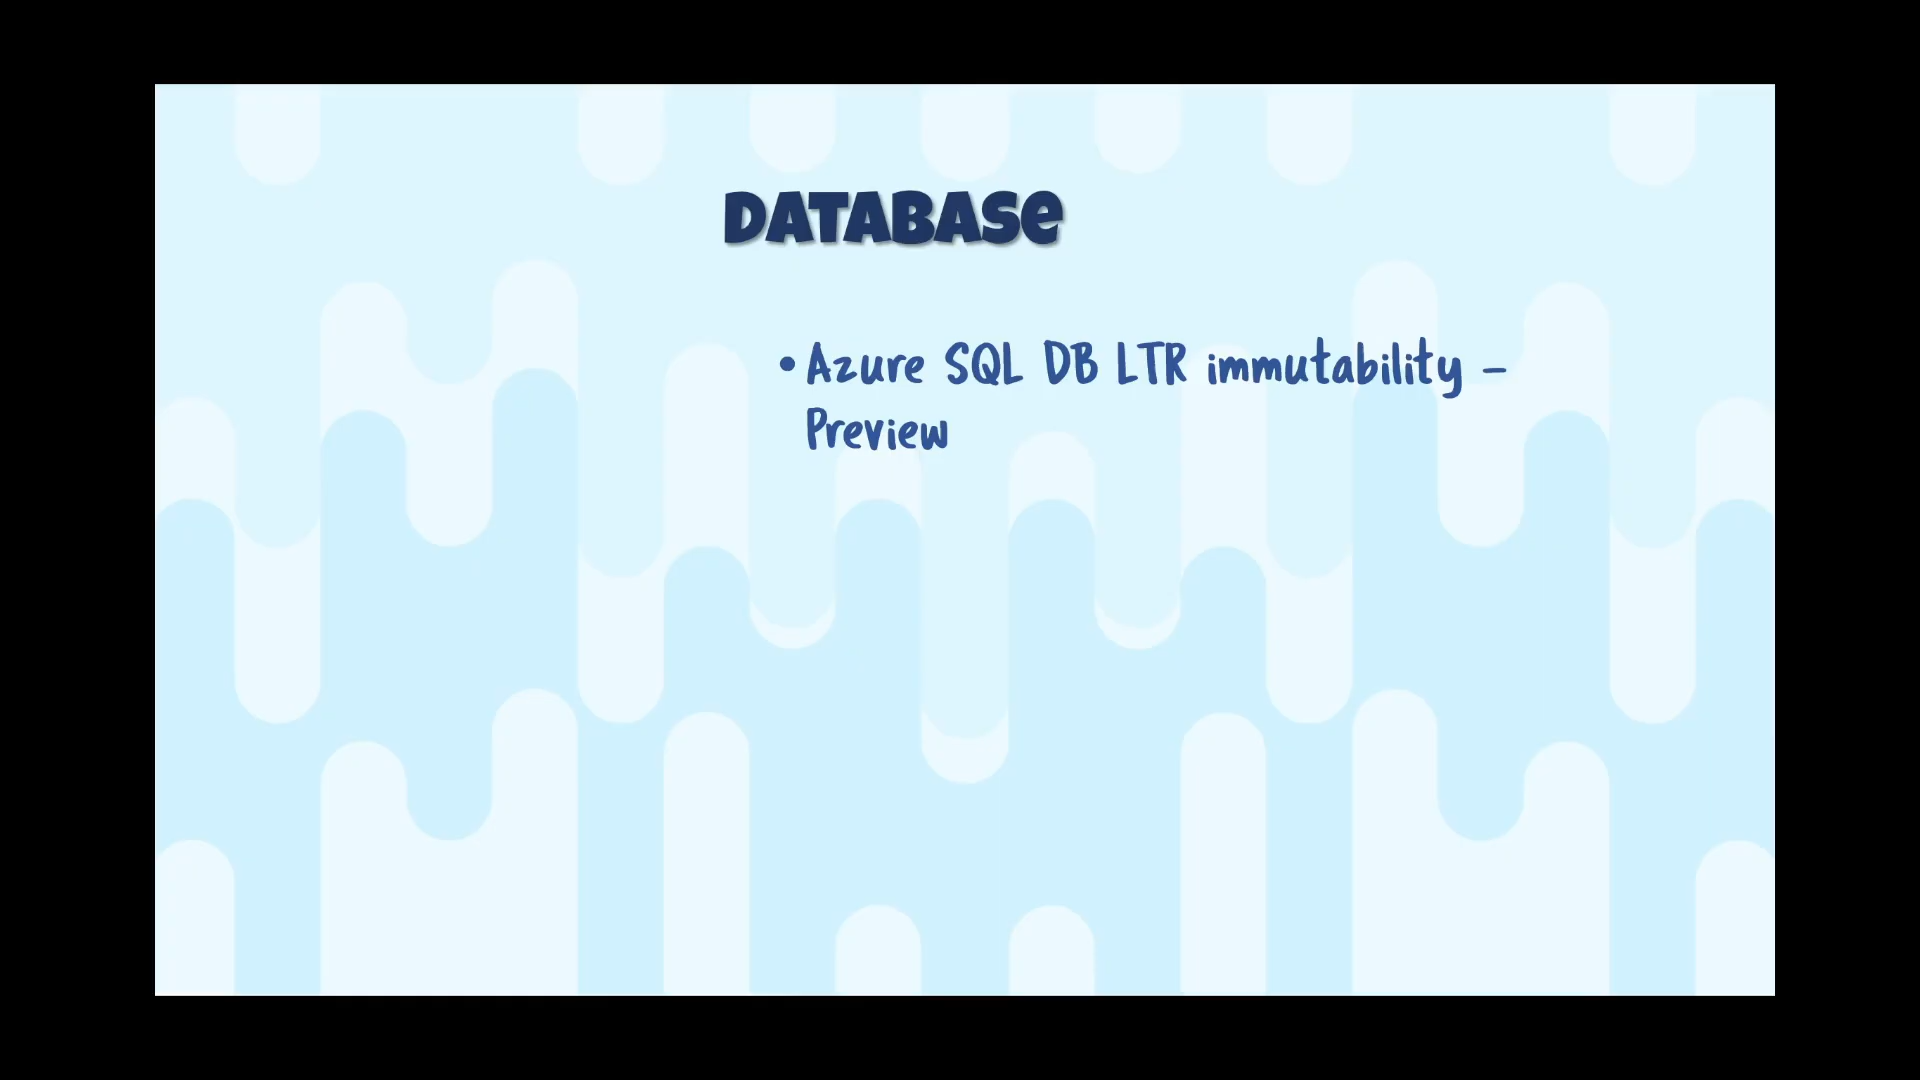 DATABASe
• Azure SQL DB LTR immutability –
Preview